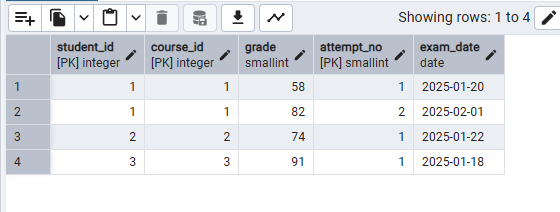 Showing rows: 1 to 4
student_id course_id grade attempt_no exam_date
[PK] integer [PK] integer smallint [PK] smallint date
1 1 1 58 1 2025-01-20
2 1 1 82 2 2025-02-01
3 2 2 74 1 2025-01-22
4 3 3 91 1 2025-01-18